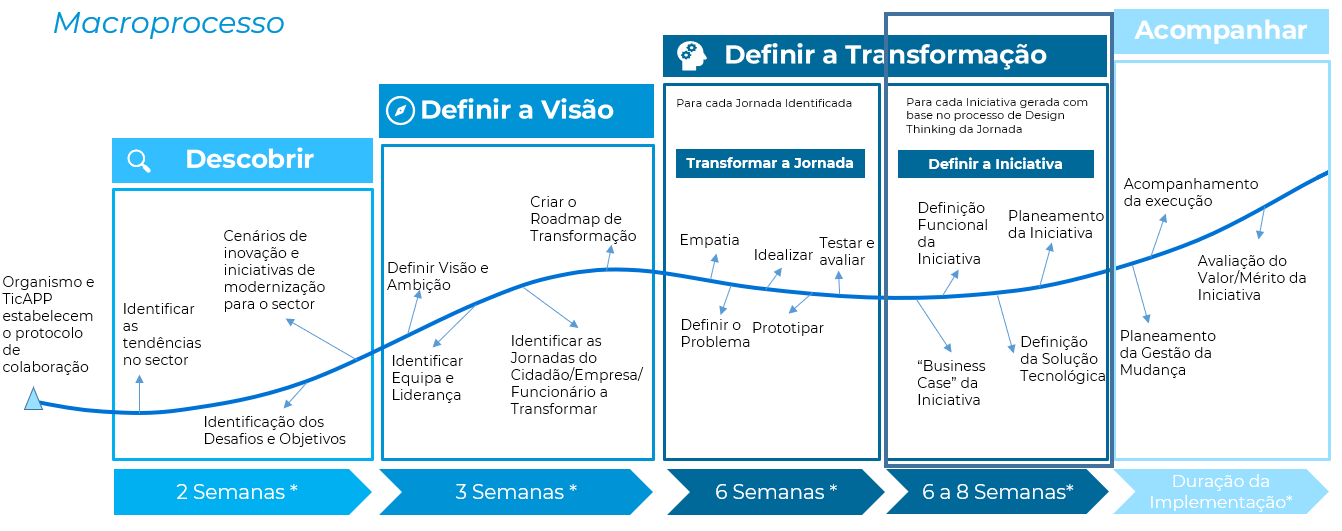 Macroprocesso
Organismo e
TicAPP
estabelecem
o protocolo
de
colaboração
Descobrir
Identificar
as
tendências
no sector
Cenários de
inovação e
iniciativas de
modernização
para o sector
Identificação dos
Desafios e Objetivos
2 Semanas *
Definir a Visão
Definir Visão e
Ambição
Identificar
Equipa e
Liderança
Criar o
Roadmap de
Transformação
Identificar as
Jornadas do
Cidadão/Empresa/
Funcionário a
Transformar
3 Semanas *
Definir a Transformação
Para cada Jornada Identificada
Transformar a Jornada
Empatia
Definir o
Problema
Idealizar
Prototipar
Testar e
avaliar
6 Semanas *
Para cada Iniciativa gerada com
base no processo de Design
Thinking da Jornada
Definir a Iniciativa
Definição
Funcional
da
Iniciativa
"Business
Case" da
Iniciativa
Planeamento
da Iniciativa
Definição
da Solução
Tecnológica
6 a 8 Semanas*
Acompanhar
Acompanhamento
da execução
Planeamento
da Gestão da
Mudança
Avaliação do
Valor/Mérito da
Iniciativa
Duração da
Implementação*